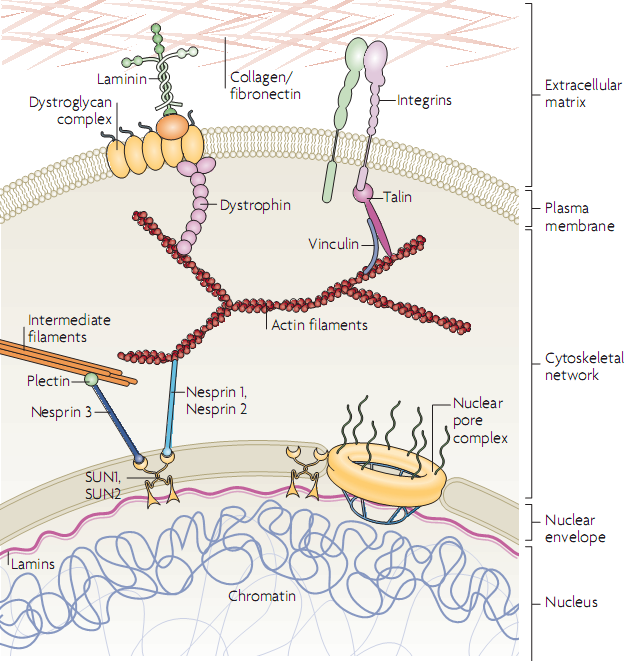 Laminin
Collagen/
fibronectin
Integrins
Extracellular
matrix
Dystroglycan
complex
Dystrophin
Talin
Plasma
membrane
Vinculin
Actin filaments
Intermediate
filaments
Plectin
Nesprin 3
Nesprin 1,
Nesprin 2
Cytoskeletal
network
Nuclear
pore
complex
SUN1,
SUN2
Nuclear
envelope
Lamins
Chromatin
Nucleus